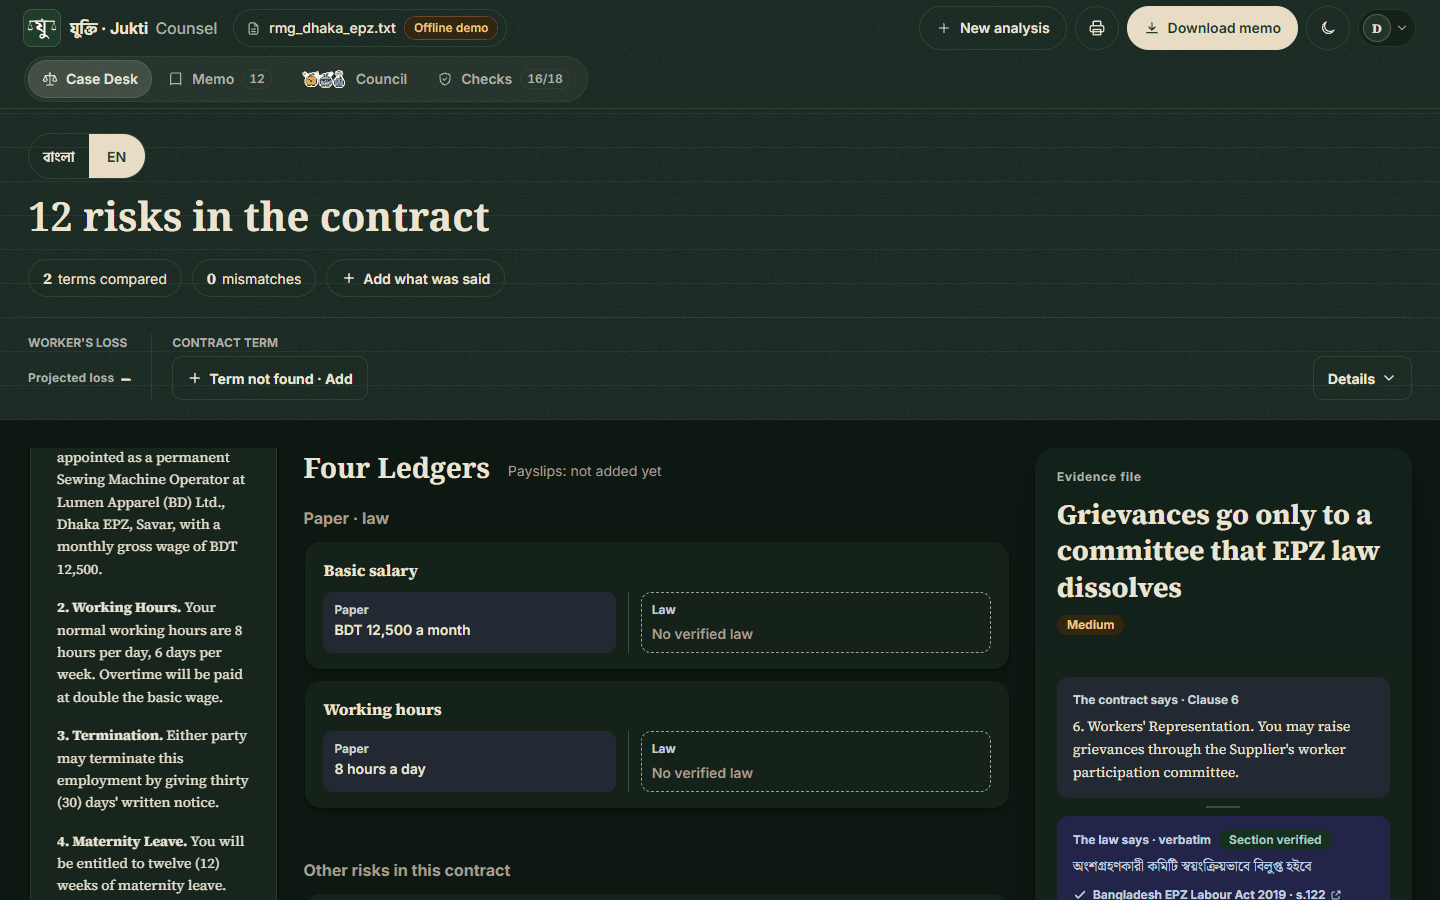 যু
যুক্তি · Jukti Counsel
rmg_dhaka_epz.txt Offline demo
New analysis
Download memo
D
Case Desk
Memo 12
Council
Checks 16/18
বাংলা EN
12 risks in the contract
2 terms compared
0 mismatches
+ Add what was said
WORKER'S LOSS
Projected loss –
CONTRACT TERM
+ Term not found · Add
Details
appointed as a permanent
Sewing Machine Operator at
Lumen Apparel (BD) Ltd.,
Dhaka EPZ, Savar, with a
monthly gross wage of BDT
12,500.
2. Working Hours. Your
normal working hours are 8
hours per day, 6 days per
week. Overtime will be paid
at double the basic wage.
3. Termination. Either party
may terminate this
employment by giving thirty
(30) days' written notice.
4. Maternity Leave. You will
be entitled to twelve (12)
weeks of maternity leave.
Four Ledgers Payslips: not added yet
Paper · law
Basic salary
Paper
BDT 12,500 a month
Law
No verified law
Working hours
Paper
8 hours a day
Law
No verified law
Other risks in this contract
Evidence file
Grievances go only to a
committee that EPZ law
dissolves
Medium
The contract says · Clause 6
6. Workers' Representation. You may raise
grievances through the Supplier's worker
participation committee.
The law says · verbatim Section verified
অংশগ্রহণকারী কমিটি স্বয়ংক্রিয়ভাবে বিলুপ্ত হইবে
Bangladesh EPZ Labour Act 2019 · s.122